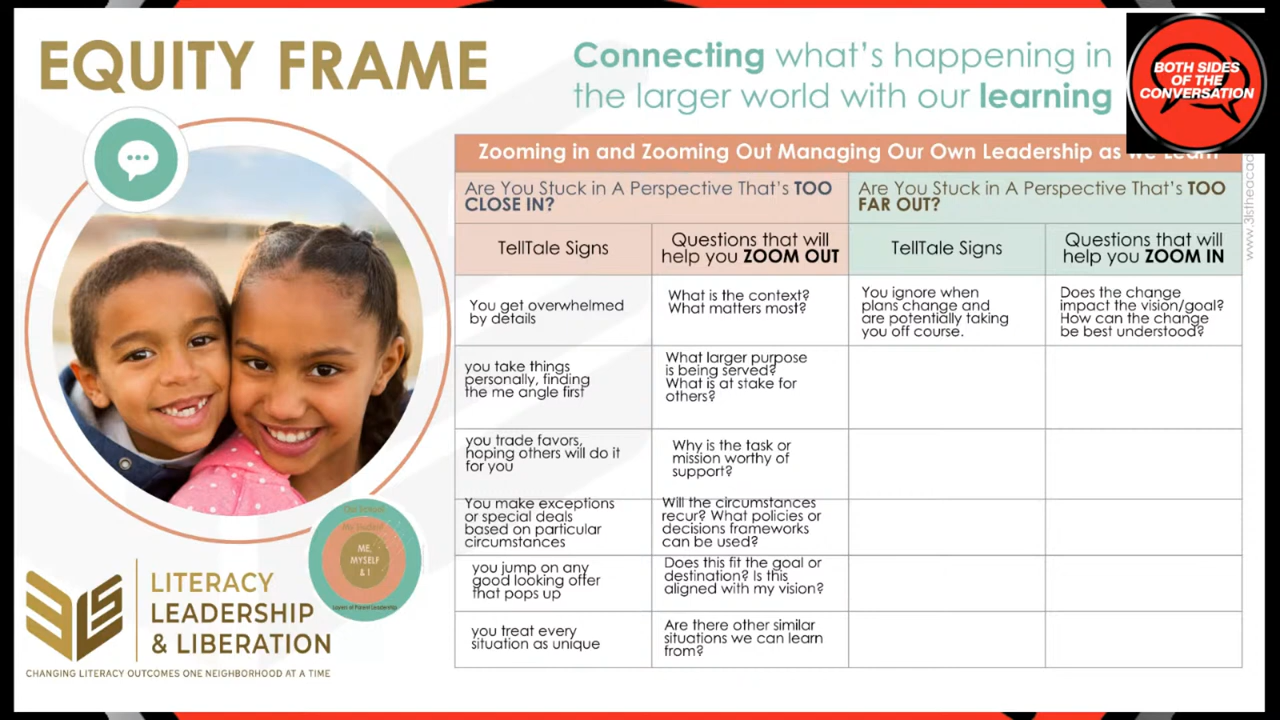 EQUITY FRAME
Connecting what's happening in
the larger world with our learning
BOTH SIDES
OF THE
CONVERSATION
Zooming in and Zooming Out Managing Our Own Leadership as we Learn
Are You Stuck in A Perspective That's TOO
CLOSE IN?
Are You Stuck in A Perspective That's TOO
FAR OUT?
TellTale Signs
Questions that will
help you ZOOM OUT
TellTale Signs
Questions that will
help you ZOOM IN
You get overwhelmed
by details
What is the context?
What matters most?
You ignore when
plans change and
are potentially taking
you off course.
Does the change
impact the vision/goal?
How can the change
be best understood?
you take things
personally, finding
the me angle first
What larger purpose
is being served?
What is at stake for
others?
you trade favors,
hoping others will do it
for you
Why is the task or
mission worthy of
support?
You make exceptions
or special deals
based on particular
circumstances
Will the circumstances
recur? What policies or
decisions frameworks
can be used?
you jump on any
good looking offer
that pops up
Does this fit the goal or
destination? Is this
aligned with my vision?
you treat every
situation as unique
Are there other similar
situations we can learn
from?
www.3lstheacad
My Student
ME,
MYSELF
& I
Layers of Parent Leadership
3LS
LITERACY
LEADERSHIP
& LIBERATION
CHANGING LITERACY OUTCOMES ONE NEIGHBORHOOD AT A TIME